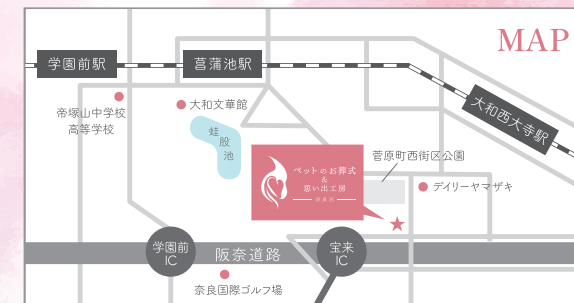 MAP
学園前駅
菖蒲池駅
大和西大寺駅
帝塚山中学校
高等学校
大和文華館
蛙
股
池
菅原町西街区公園
ペットのお葬式
&
思い出工房
奈良店
デイリーヤマザキ
学園前
IC
阪奈道路
宝来
IC
奈良国際ゴルフ場